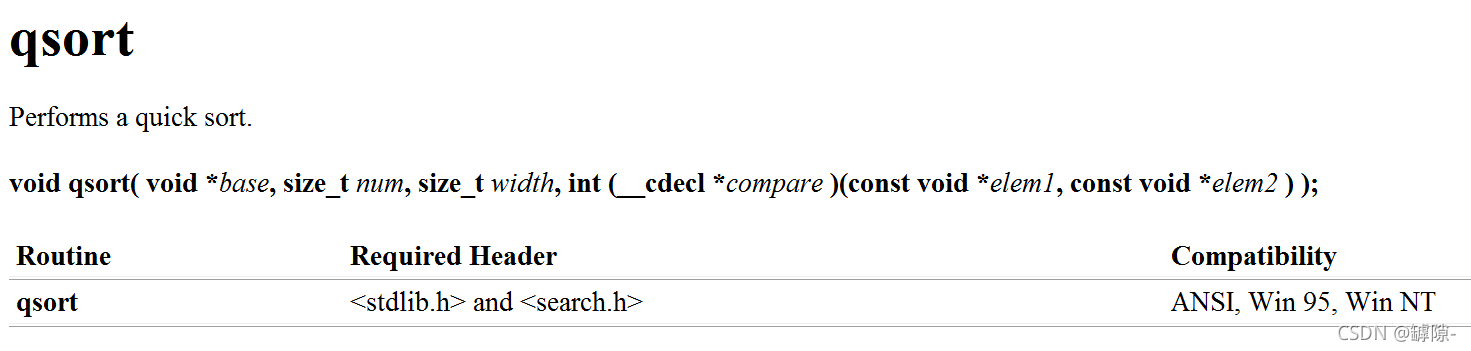 qsort
Performs a quick sort.
void qsort( void *base, size_t num, size_t width, int (__cdecl *compare )(const void *elem1, const void *elem2 ) );
Routine Required Header Compatibility
qsort <stdlib.h> and <search.h> ANSI, Win 95, Win NT
CSDN @罅隙-